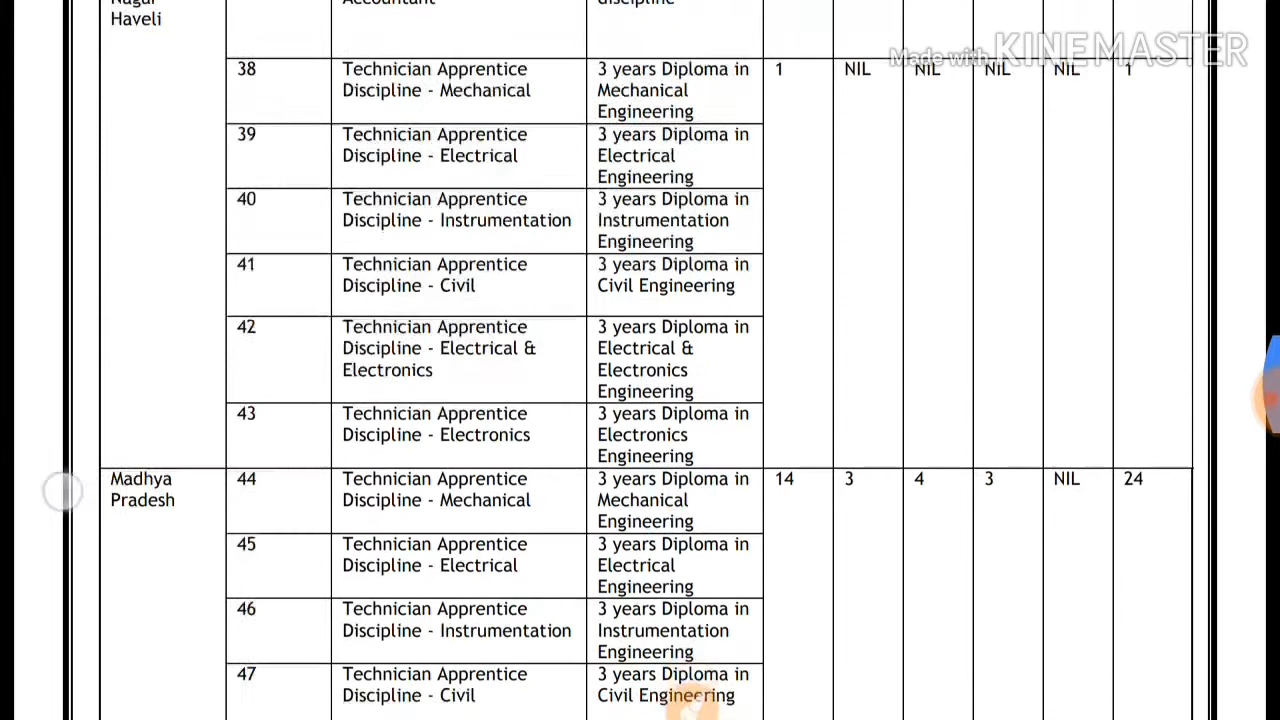 Nagar
Haveli
Accountant
discipline
Made with KINEMASTER
38
Technician Apprentice
Discipline - Mechanical
3 years Diploma in
Mechanical
Engineering
1
NIL
NIL
NIL
NIL
1
39
Technician Apprentice
Discipline - Electrical
3 years Diploma in
Electrical
Engineering
40
Technician Apprentice
Discipline - Instrumentation
3 years Diploma in
Instrumentation
Engineering
41
Technician Apprentice
Discipline - Civil
3 years Diploma in
Civil Engineering
42
Technician Apprentice
Discipline - Electrical &
Electronics
3 years Diploma in
Electrical &
Electronics
Engineering
43
Technician Apprentice
Discipline - Electronics
3 years Diploma in
Electronics
Engineering
Madhya
Pradesh
44
Technician Apprentice
Discipline - Mechanical
3 years Diploma in
Mechanical
Engineering
14
3
4
3
NIL
24
45
Technician Apprentice
Discipline - Electrical
3 years Diploma in
Electrical
Engineering
46
Technician Apprentice
Discipline - Instrumentation
3 years Diploma in
Instrumentation
Engineering
47
Technician Apprentice
Discipline - Civil
3 years Diploma in
Civil Engineering